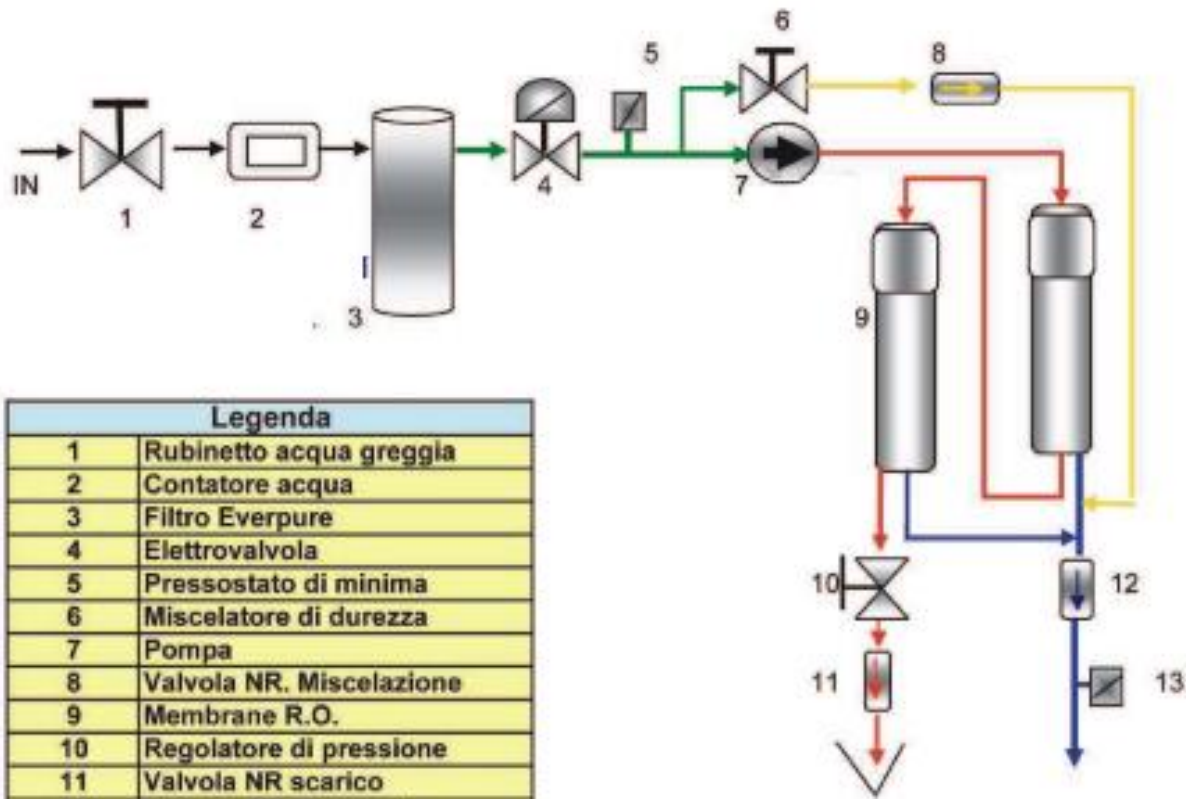 6
5
8
IN
1
2
3
4
7
9
Legenda
1 Rubinetto acqua greggia
2 Contatore acqua
3 Filtro Everpure
4 Elettrovalvola
5 Pressostato di minima
6 Miscelatore di durezza
7 Pompa
8 Valvola NR. Miscelazione
9 Membrane R.O.
10 Regolatore di pressione
11 Valvola NR scarico
10
12
11
13